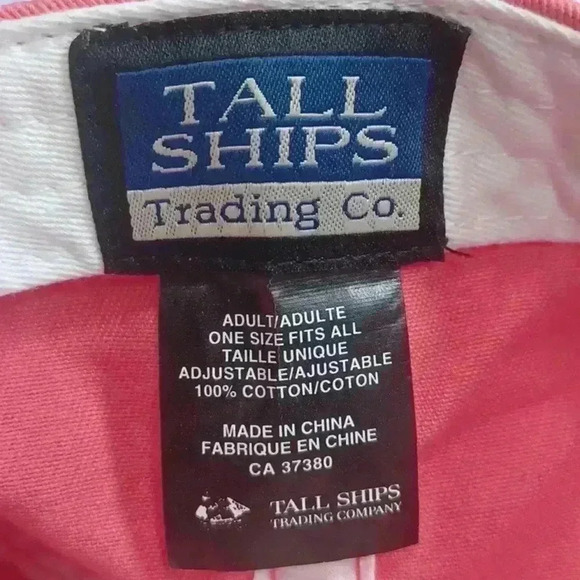 TALL
SHIPS
Trading Co.
ADULT/ADULTE
ONE SIZE FITS ALL
TAILLE UNIQUE
ADJUSTABLE/AJUSTABLE
100% COTTON/COTON
MADE IN CHINA
FABRIQUE EN CHINE
CA 37380
TALL SHIPS
TRADING COMPANY